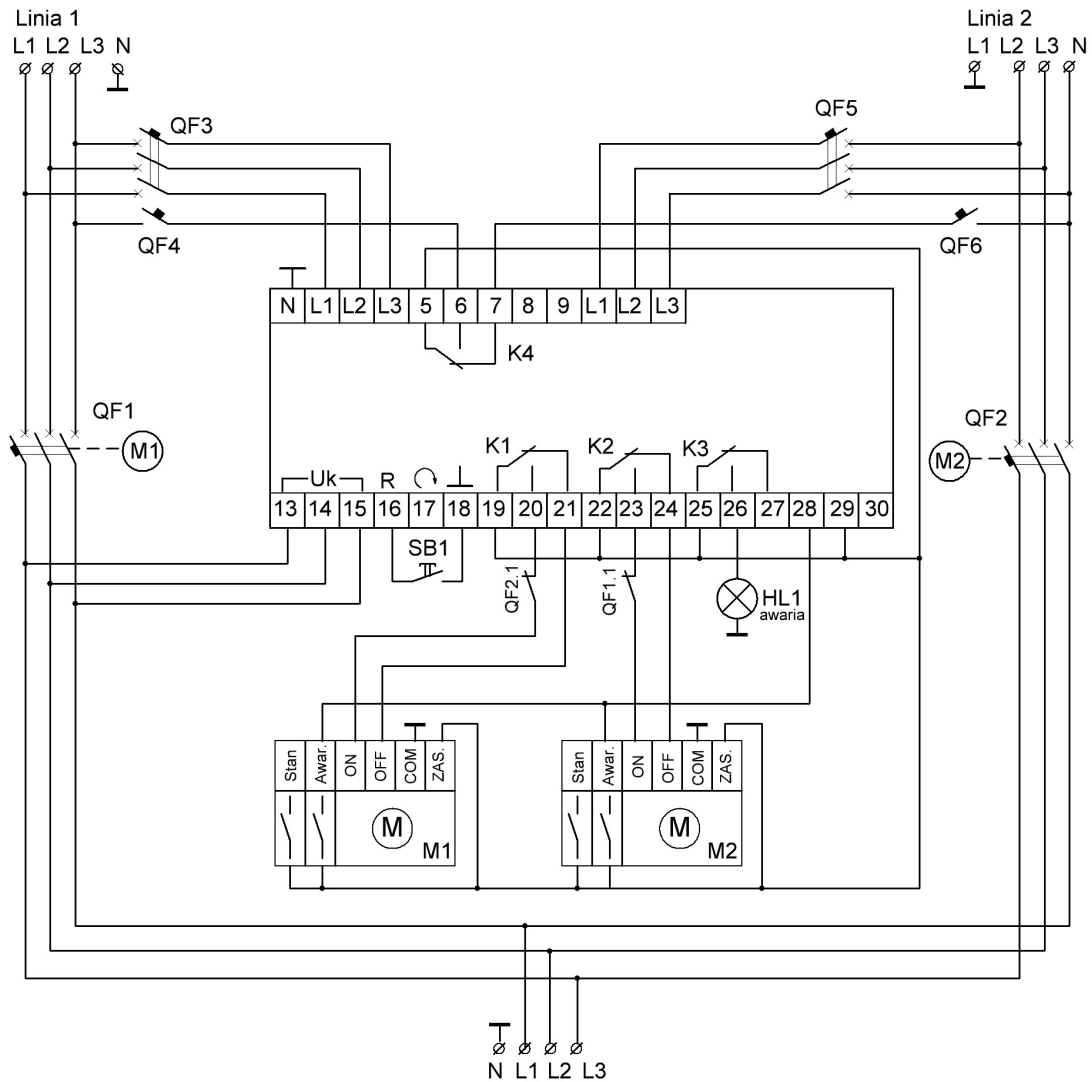 Linia 1 Linia 2
L1 L2 L3 N L1 L2 L3 N
QF3 QF5
QF4 QF6
N L1 L2 L3 5 6 7 8 9 L1 L2 L3
K4
QF1 QF2
M1 K1 K2 K3 M2
Uk R
13 14 15 16 17 18 19 20 21 22 23 24 25 26 27 28 29 30
SB1
QF2.1 QF1.1 HL1
awaria
Stan Awar. ON OFF COM ZAS. Stan Awar. ON OFF COM ZAS.
M M
M1 M2
N L1 L2 L3